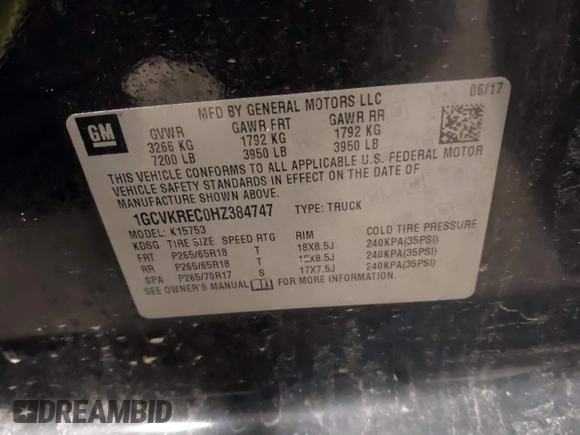 MFD BY GENERAL MOTORS LLC 06/17
GM
GVWR GAWR FRT GAWR RR
3266 KG 1792 KG 1792 KG
7200 LB 3950 LB 3950 LB
THIS VEHICLE CONFORMS TO ALL APPLICABLE U.S. FEDERAL MOTOR
VEHICLE SAFETY STANDARDS IN EFFECT ON THE DATE OF
MANUFACTURE SHOWN ABOVE.
1GCVKREC0HZ384747 TYPE: TRUCK
MODEL: K15753
KDSG TIRE SIZE SPEED RTG RIM COLD TIRE PRESSURE
FRT P265/65R18 T 18X8.5J 240KPA(35PSI)
RR P265/65R18 T 18X8.5J 240KPA(35PSI)
SPA P265/70R17 S 17X7.5J 240KPA(35PSI)
SEE OWNER'S MANUAL FOR MORE INFORMATION.
DREAMBID